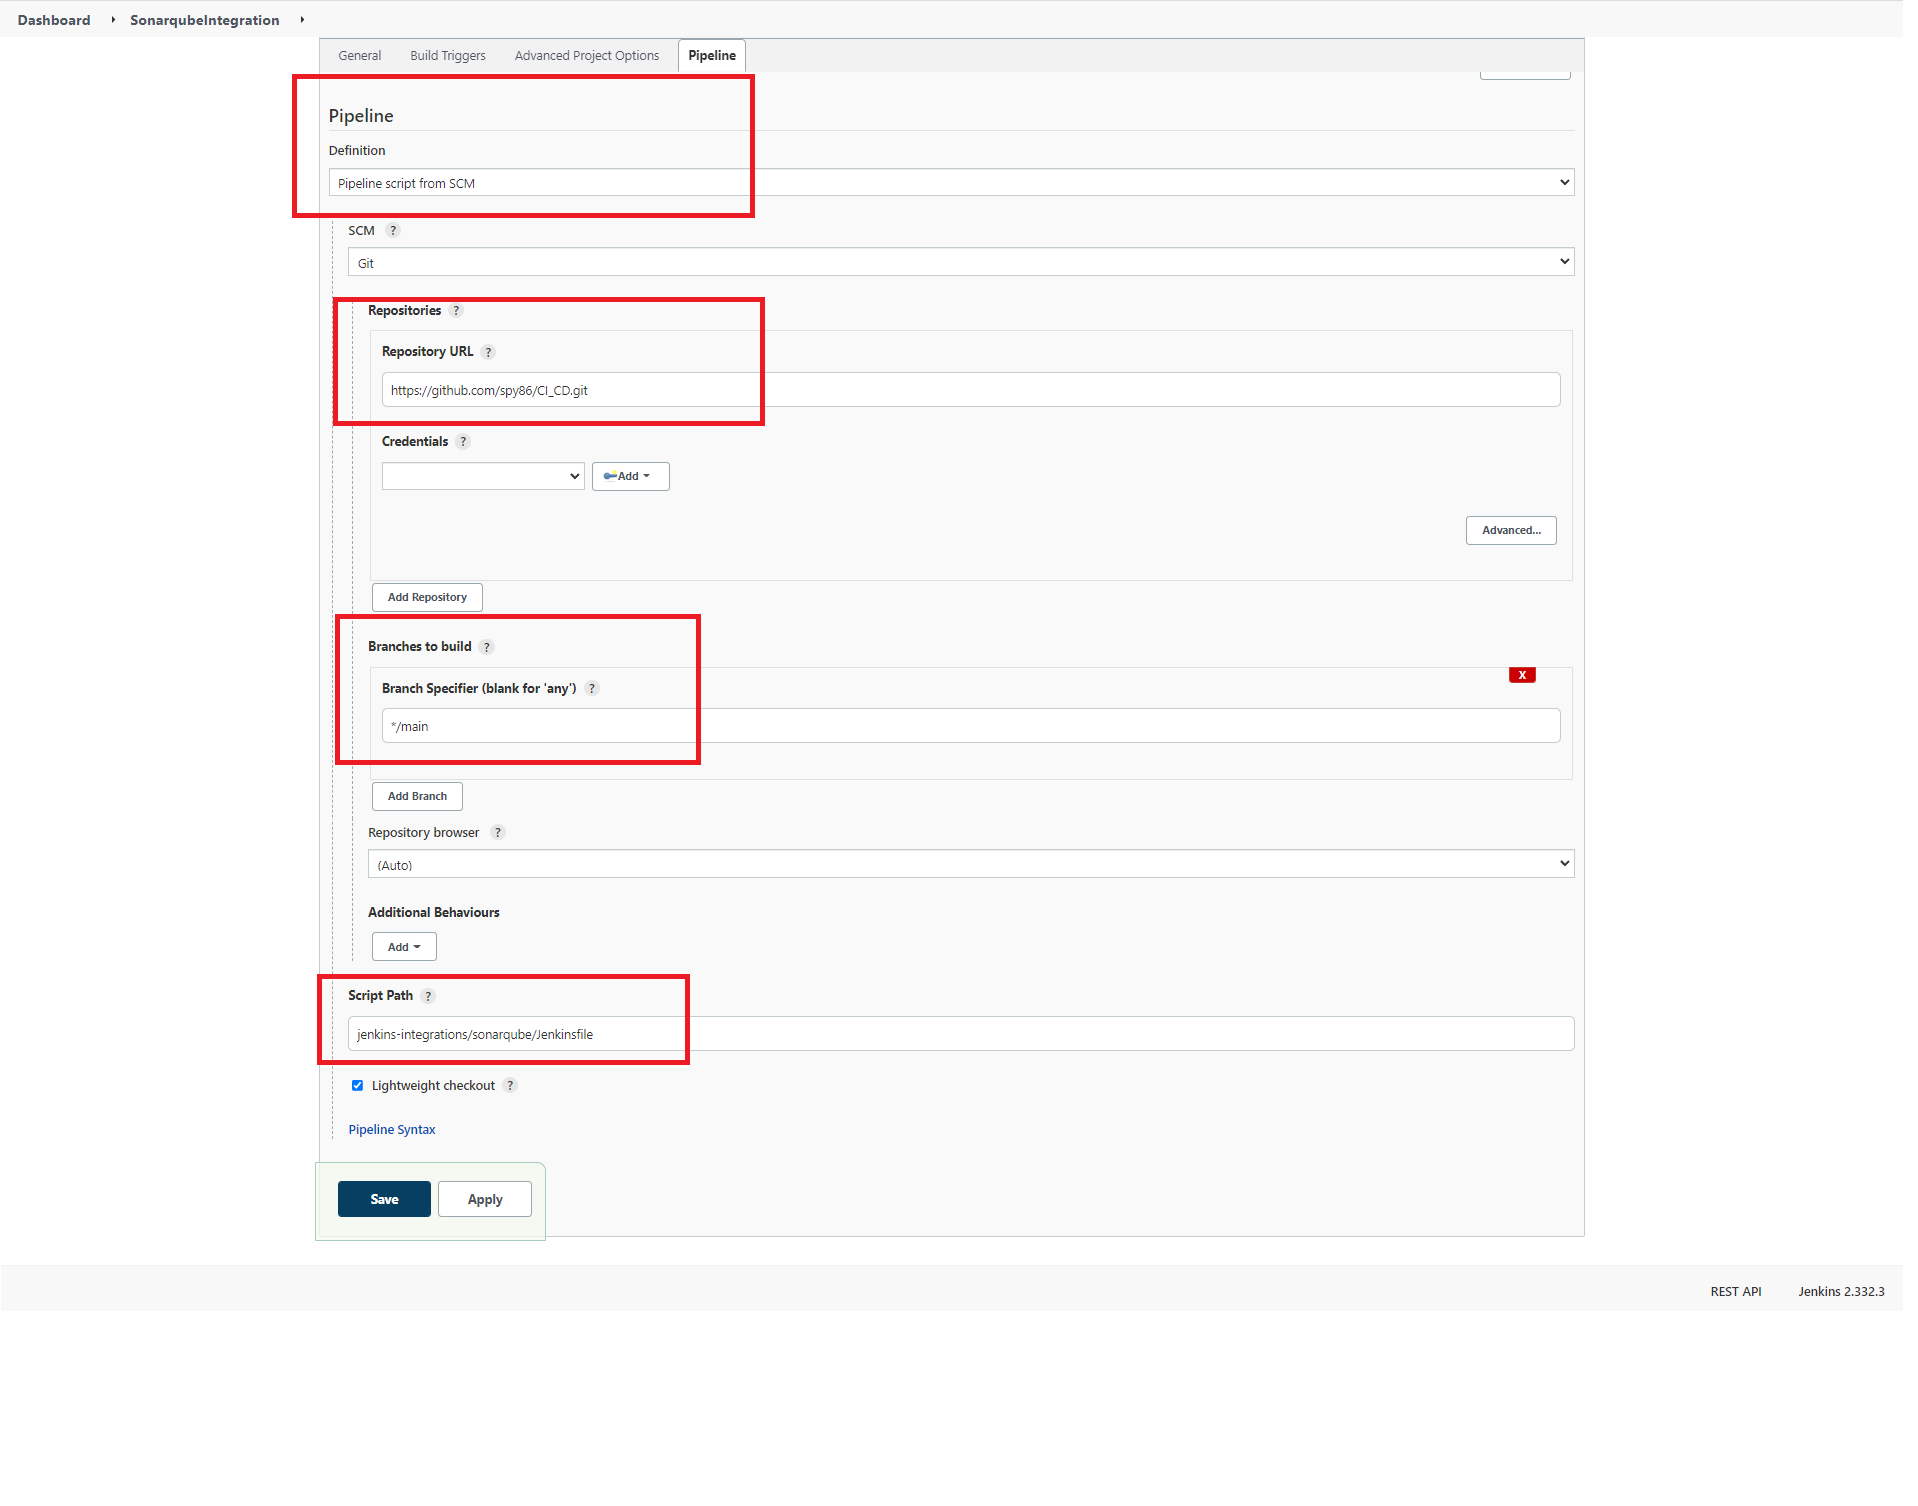 Dashboard SonarqubeIntegration
General Build Triggers Advanced Project Options Pipeline
Pipeline
Definition
Pipeline script from SCM
SCM ?
Git
Repositories ?
Repository URL ?
https://github.com/spy86/CI_CD.git
Credentials ?
Add
Advanced...
Add Repository
Branches to build ?
X
Branch Specifier (blank for 'any') ?
*/main
Add Branch
Repository browser ?
(Auto)
Additional Behaviours
Add
Script Path ?
jenkins-integrations/sonarqube/Jenkinsfile
Lightweight checkout ?
Pipeline Syntax
Save Apply
REST API Jenkins 2.332.3